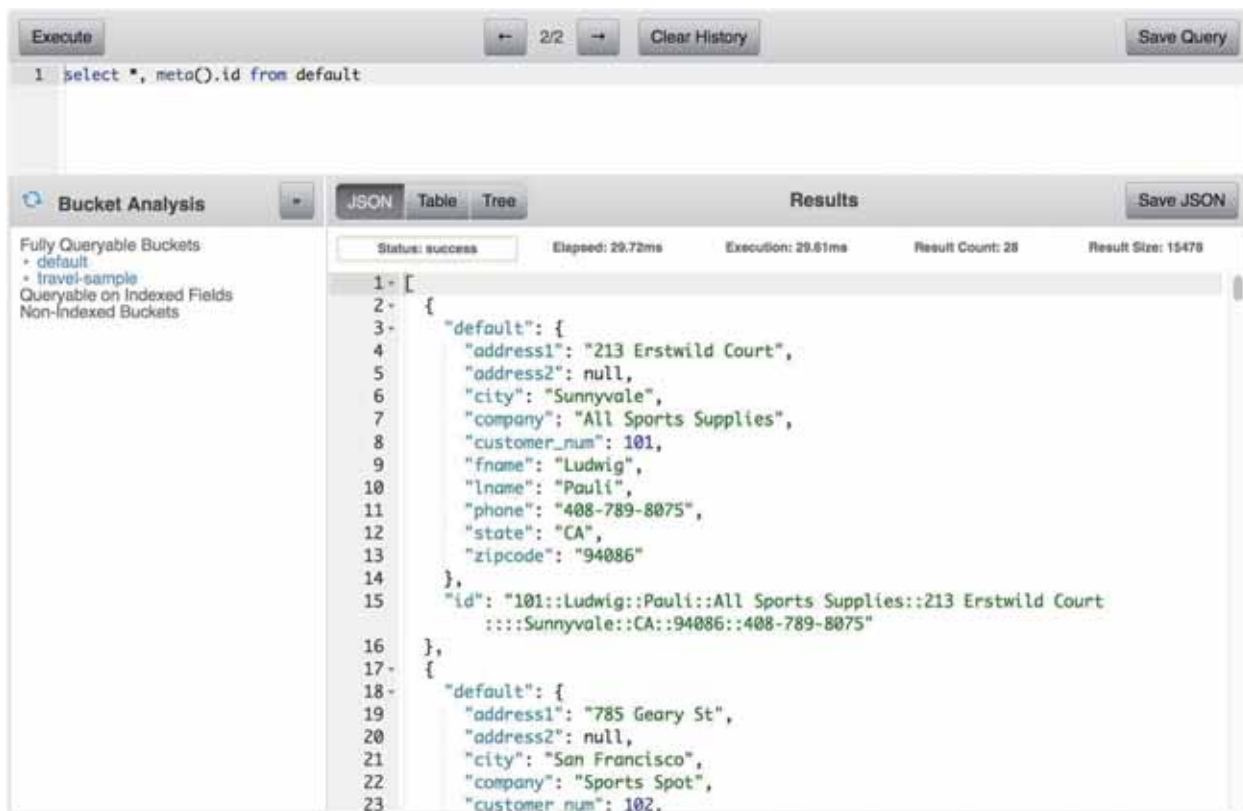 Execute ← 2/2 → Clear History Save Query
1 select *, meta().id from default
Bucket Analysis
Fully Queryable Buckets
• default
• travel-sample
Queryable on Indexed Fields
Non-Indexed Buckets
JSON Table Tree Results Save JSON
Status: success Elapsed: 29.72ms Execution: 29.61ms Result Count: 28 Result Size: 15478
1 [
2 {
3 "default": {
4 "address1": "213 Erstwild Court",
5 "address2": null,
6 "city": "Sunnyvale",
7 "company": "All Sports Supplies",
8 "customer_num": 101,
9 "fname": "Ludwig",
10 "lname": "Pauli",
11 "phone": "408-789-8075",
12 "state": "CA",
13 "zipcode": "94086"
14 },
15 "id": "101::Ludwig::Pauli::All Sports Supplies::213 Erstwild Court
::::Sunnyvale::CA::94086::408-789-8075"
16 },
17 {
18 "default": {
19 "address1": "785 Geary St",
20 "address2": null,
21 "city": "San Francisco",
22 "company": "Sports Spot",
23 "customer_num": 102,